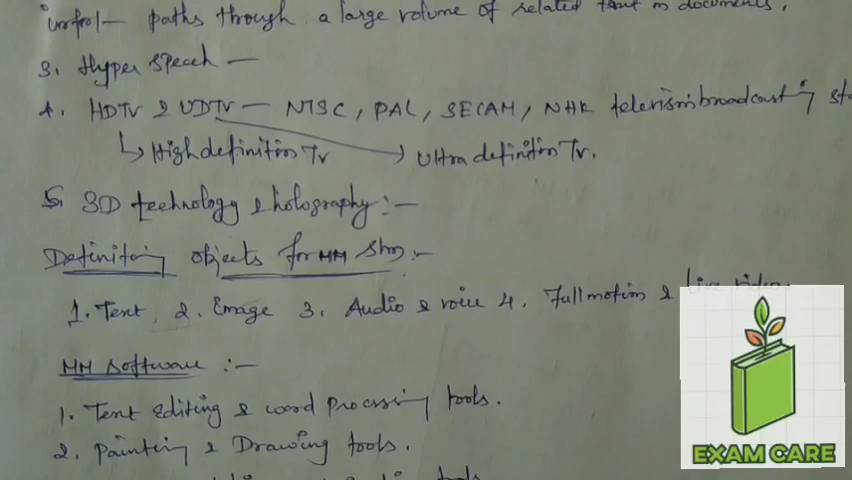 paths through a large volume of related text in documents.
3. Hyper speech —
4. HDTV & UDTV — NTSC, PAL, SECAM, NHK television broadcasting
High definition Tv
Ultra definition Tv.
5. 3D technology & holography :-
objects for MM :-
1. Text, 2. Image 3. Audio & voice 4. Full motion & live video
MM software :-
1. Text Editing & word Processing tools.
2. Painting & Drawing tools.
EXAM CARE